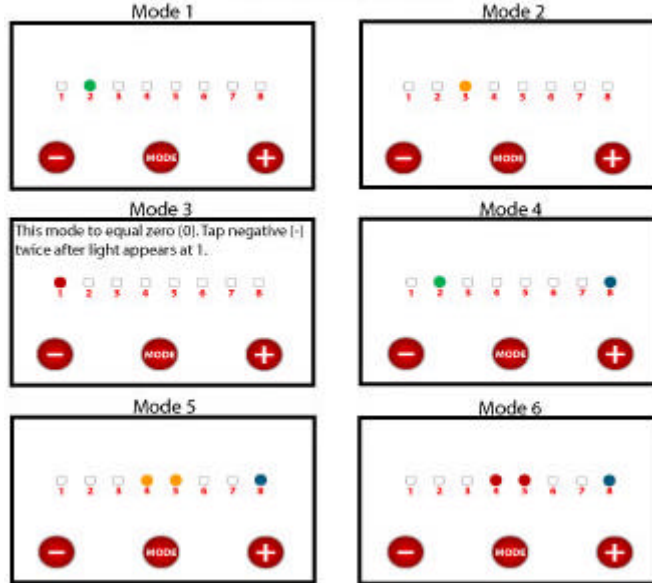 Mode 1
1 2 3 4 5 6 7 8
MODE
Mode 2
1 2 3 4 5 6 7 8
MODE
Mode 3
This mode to equal zero (0). Tap negative (-)
twice after light appears at 1.
1 2 3 4 5 6 7 8
MODE
Mode 4
1 2 3 4 5 6 7 8
MODE
Mode 5
1 2 3 4 5 6 7 8
MODE
Mode 6
1 2 3 4 5 6 7 8
MODE